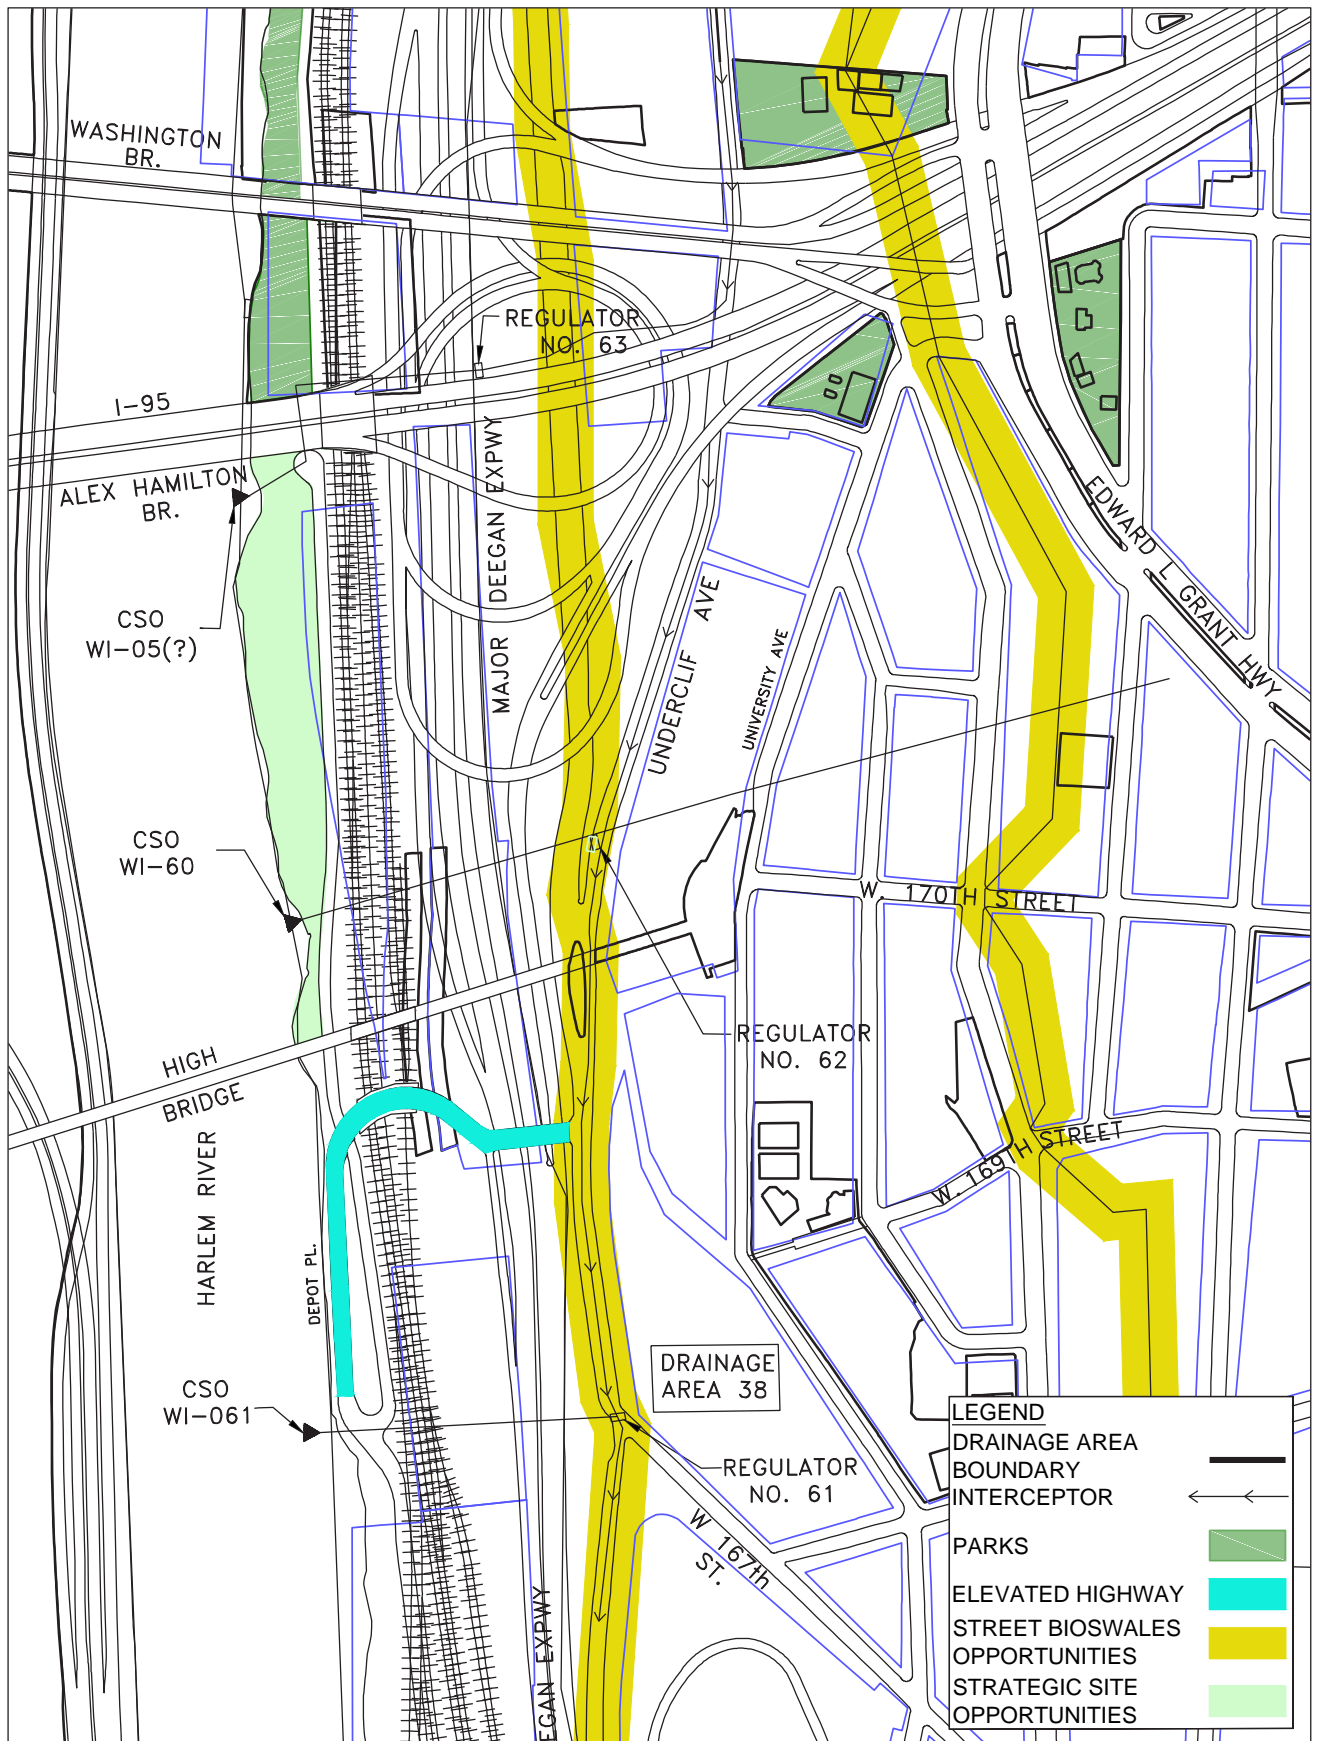 WASHINGTON
BR.
REGULATOR
NO. 63
I-95
ALEX HAMILTON
BR.
MAJOR DEEGAN EXPWY
EDWARD L GRANT HWY
CSO
WI-05(?)
UNDERCLIF AVE
UNIVERSITY AVE
CSO
WI-60
W. 170TH STREET
REGULATOR
NO. 62
HIGH
BRIDGE
W. 169TH STREET
HARLEM RIVER
DEPOT PL.
DRAINAGE
AREA 38
CSO
WI-061
REGULATOR
NO. 61
W 167th
ST.
EGAN EXPWY
LEGEND
DRAINAGE AREA
BOUNDARY
INTERCEPTOR
PARKS
ELEVATED HIGHWAY
STREET BIOSWALES
OPPORTUNITIES
STRATEGIC SITE
OPPORTUNITIES